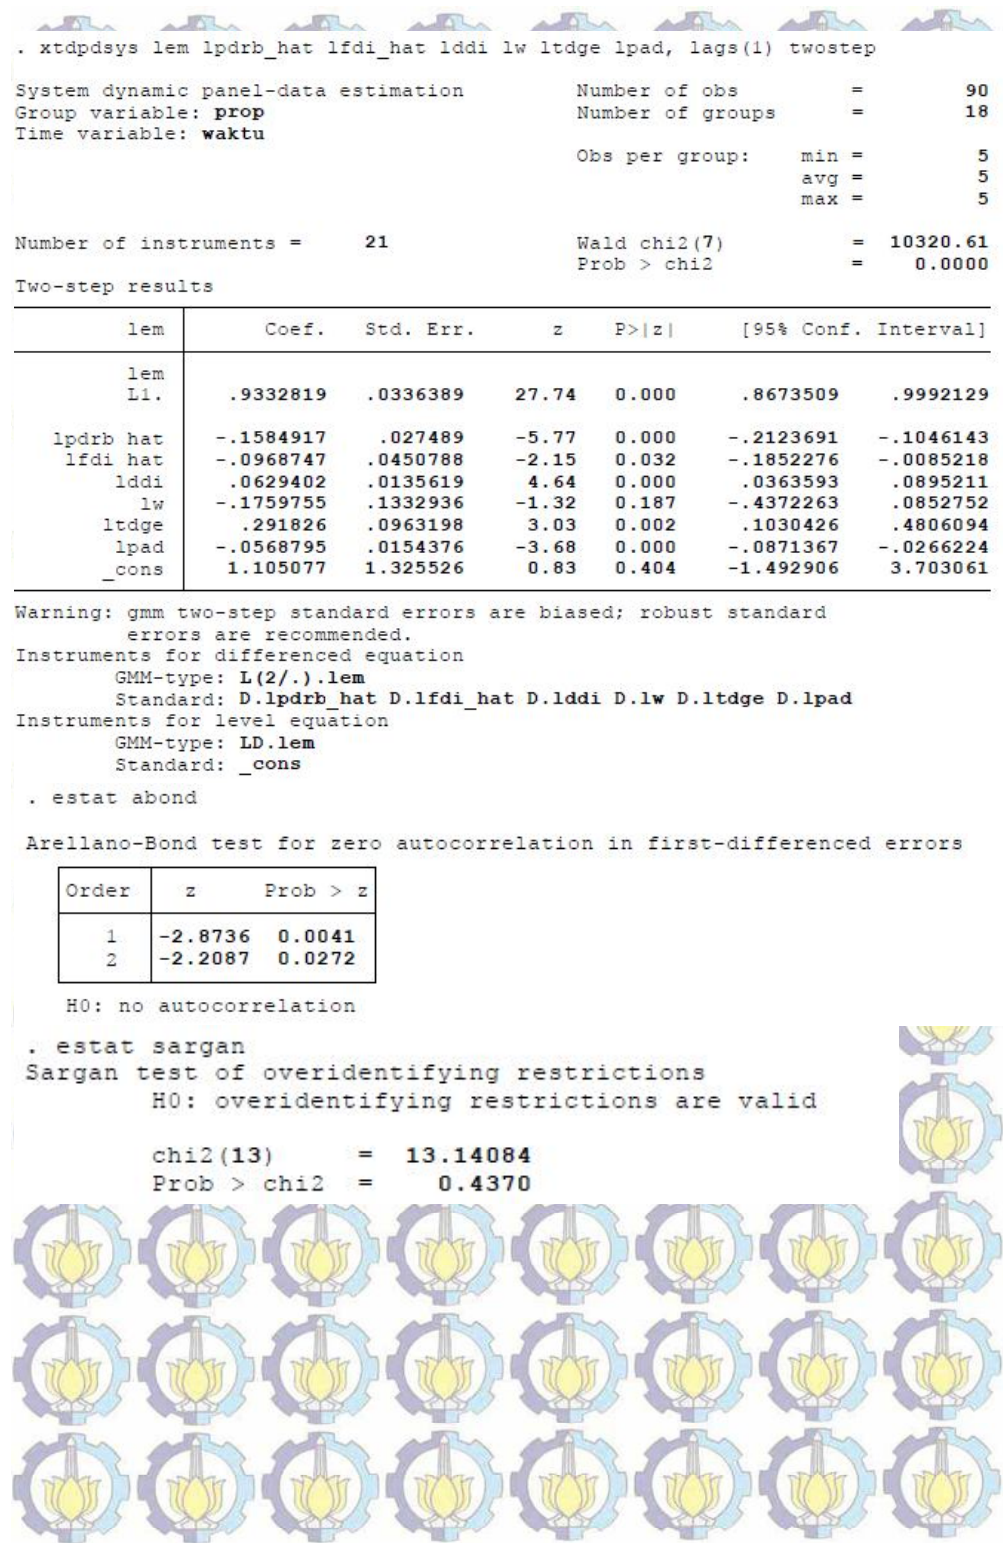 . xtdpdsys lem lpdrb_hat lfdi_hat lddi lw ltdge lpad, lags(1) twostep
System dynamic panel-data estimation Number of obs = 90
Group variable: prop Number of groups = 18
Time variable: waktu
Obs per group: min = 5
avg = 5
max = 5
Number of instruments = 21 Wald chi2(7) = 10320.61
Prob > chi2 = 0.0000
Two-step results
lem Coef. Std. Err. z P>|z| [95% Conf. Interval]
lem
L1. .9332819 .0336389 27.74 0.000 .8673509 .9992129
lpdrb_hat -.1584917 .027489 -5.77 0.000 -.2123691 -.1046143
lfdi_hat -.0968747 .0450788 -2.15 0.032 -.1852276 -.0085218
lddi .0629402 .0135619 4.64 0.000 .0363593 .0895211
lw -.1759755 .1332936 -1.32 0.187 -.4372263 .0852752
ltdge .291826 .0963198 3.03 0.002 .1030426 .4806094
lpad -.0568795 .0154376 -3.68 0.000 -.0871367 -.0266224
_cons 1.105077 1.325526 0.83 0.404 -1.492906 3.703061
Warning: gmm two-step standard errors are biased; robust standard
errors are recommended.
Instruments for differenced equation
GMM-type: L(2/.).lem
Standard: D.lpdrb_hat D.lfdi_hat D.lddi D.lw D.ltdge D.lpad
Instruments for level equation
GMM-type: LD.lem
Standard: _cons
. estat abond
Arellano-Bond test for zero autocorrelation in first-differenced errors
Order z Prob > z
1 -2.8736 0.0041
2 -2.2087 0.0272
H0: no autocorrelation
. estat sargan
Sargan test of overidentifying restrictions
H0: overidentifying restrictions are valid
chi2(13) = 13.14084
Prob > chi2 = 0.4370